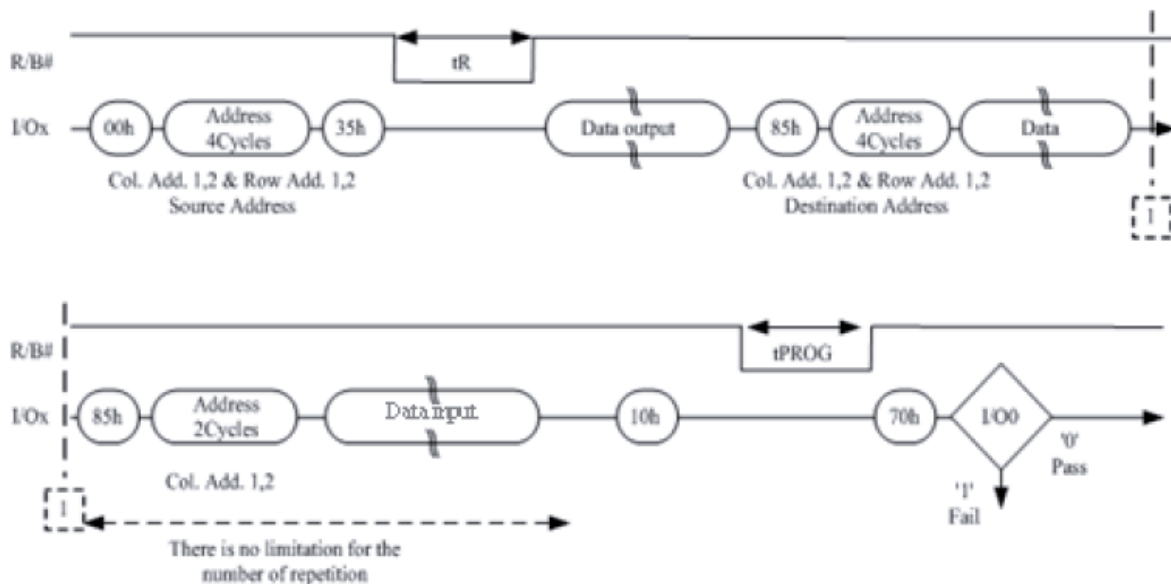 R/B#
tR
I/Ox
00h
Address
4Cycles
35h
Data output
85h
Address
4Cycles
Data
Col. Add. 1,2 & Row Add. 1,2
Source Address
Col. Add. 1,2 & Row Add. 1,2
Destination Address
1
R/B#
tPROG
I/Ox
85h
Address
2Cycles
Data input
10h
70h
I/O0
'0'
Pass
Col. Add. 1,2
'1'
Fail
1
There is no limitation for the
number of repetition